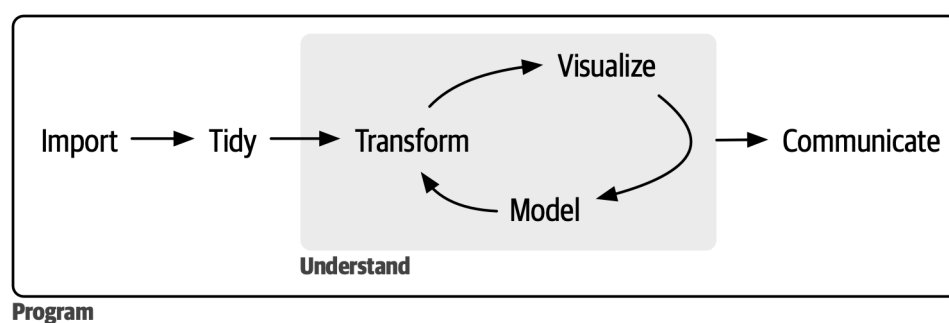 Visualize
Import
Tidy
Transform
Communicate
Model
Understand
Program